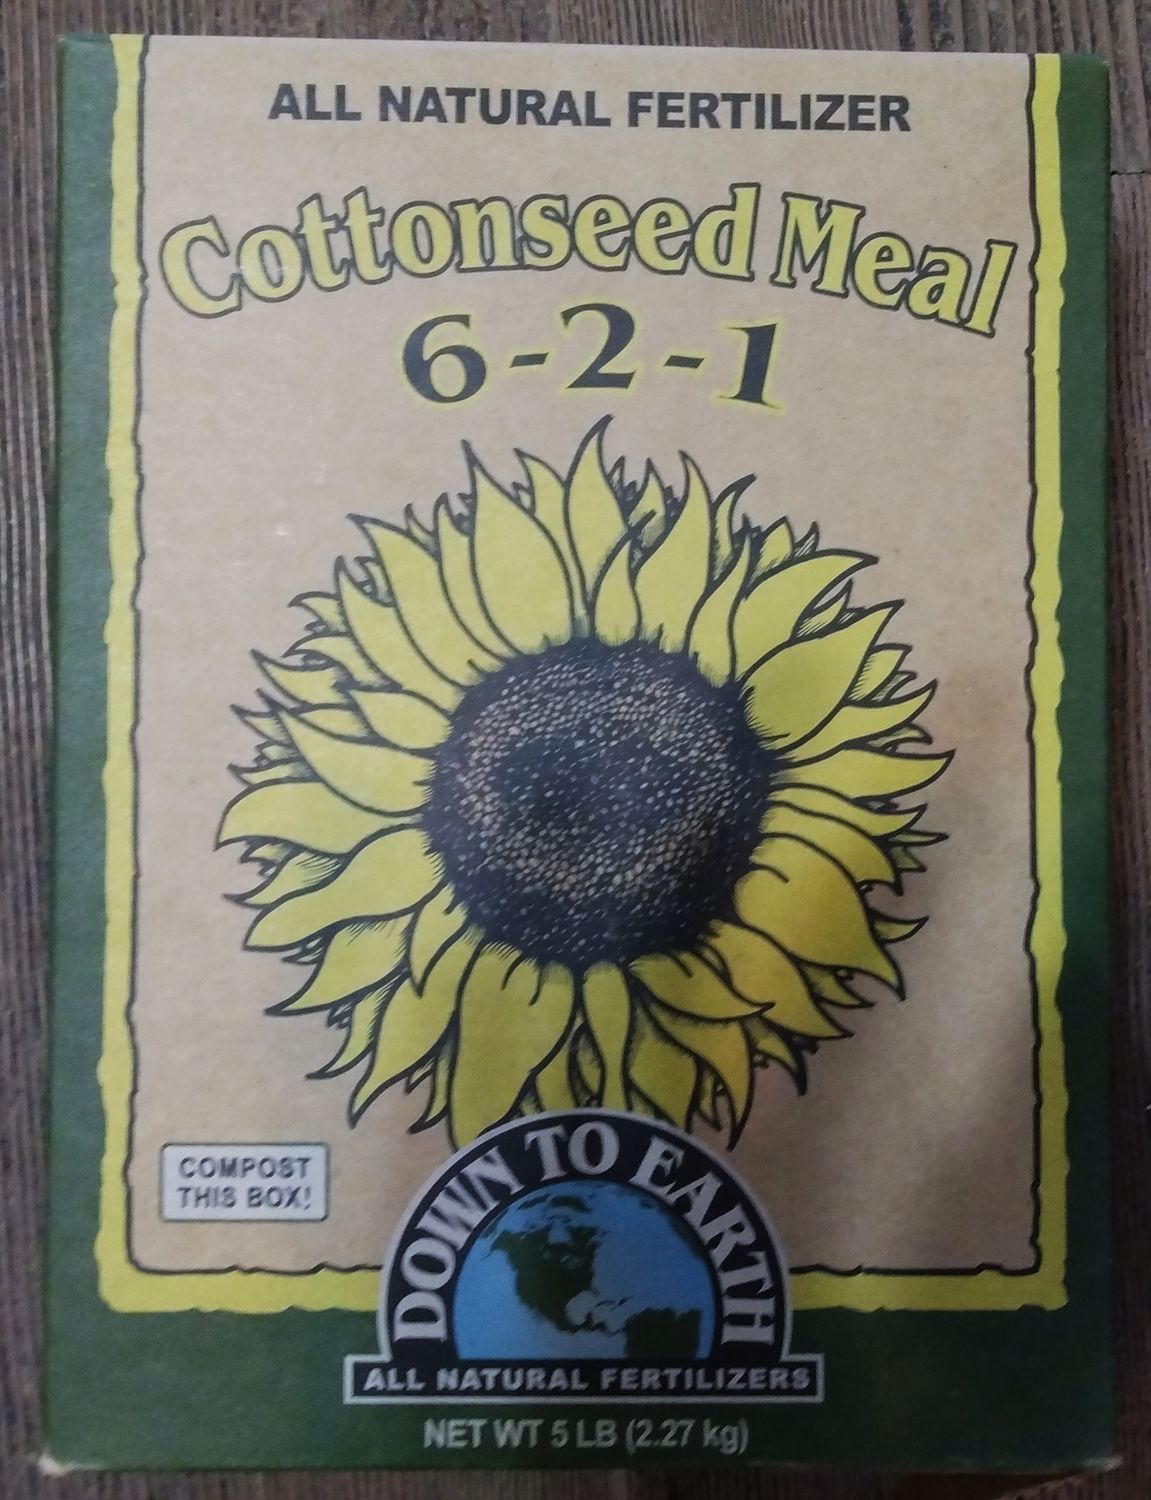 ALL NATURAL FERTILIZER
Cottonseed Meal
6-2-1
COMPOST
THIS BOX!
DOWN TO EARTH
ALL NATURAL FERTILIZERS
NET WT 5 LB (2.27 kg)